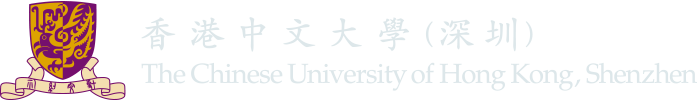 香港中文大學(深圳)
The Chinese University of Hong Kong, Shenzhen